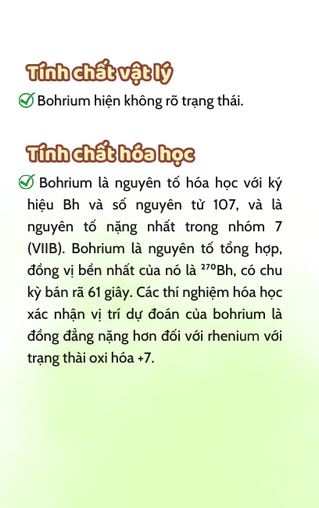 Tính chất vật lý
Bohrium hiện không rõ trạng thái.
Tính chất hóa học
Bohrium là nguyên tố hóa học với ký
hiệu Bh và số nguyên tử 107, và là
nguyên tố nặng nhất trong nhóm 7
(VIIB). Bohrium là nguyên tố tổng hợp,
đồng vị bền nhất của nó là ²⁷⁰Bh, có chu
kỳ bán rã 61 giây. Các thí nghiệm hóa học
xác nhận vị trí dự đoán của bohrium là
đồng đẳng nặng hơn đối với rhenium với
trạng thài oxi hóa +7.